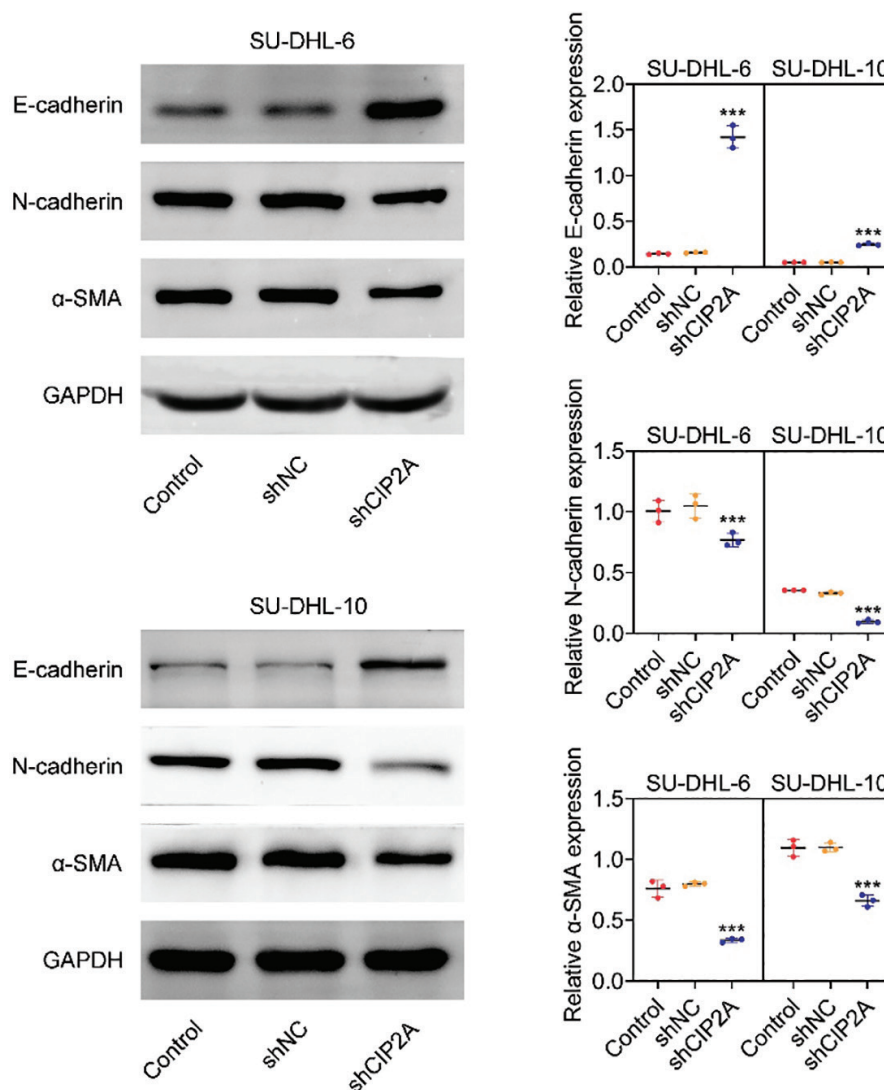 SU-DHL-6
E-cadherin
N-cadherin
α-SMA
GAPDH
Control
shNC
shCIP2A
SU-DHL-10
E-cadherin
N-cadherin
α-SMA
GAPDH
Control
shNC
shCIP2A
SU-DHL-6 SU-DHL-10
Relative E-cadherin expression
2.0
1.5
1.0
0.5
0.0
***
***
Control
shNC
shCIP2A
Control
shNC
shCIP2A
SU-DHL-6 SU-DHL-10
Relative N-cadherin expression
1.5
1.0
0.5
0.0
***
***
Control
shNC
shCIP2A
Control
shNC
shCIP2A
SU-DHL-6 SU-DHL-10
Relative α-SMA expression
1.5
1.0
0.5
0.0
***
***
Control
shNC
shCIP2A
Control
shNC
shCIP2A